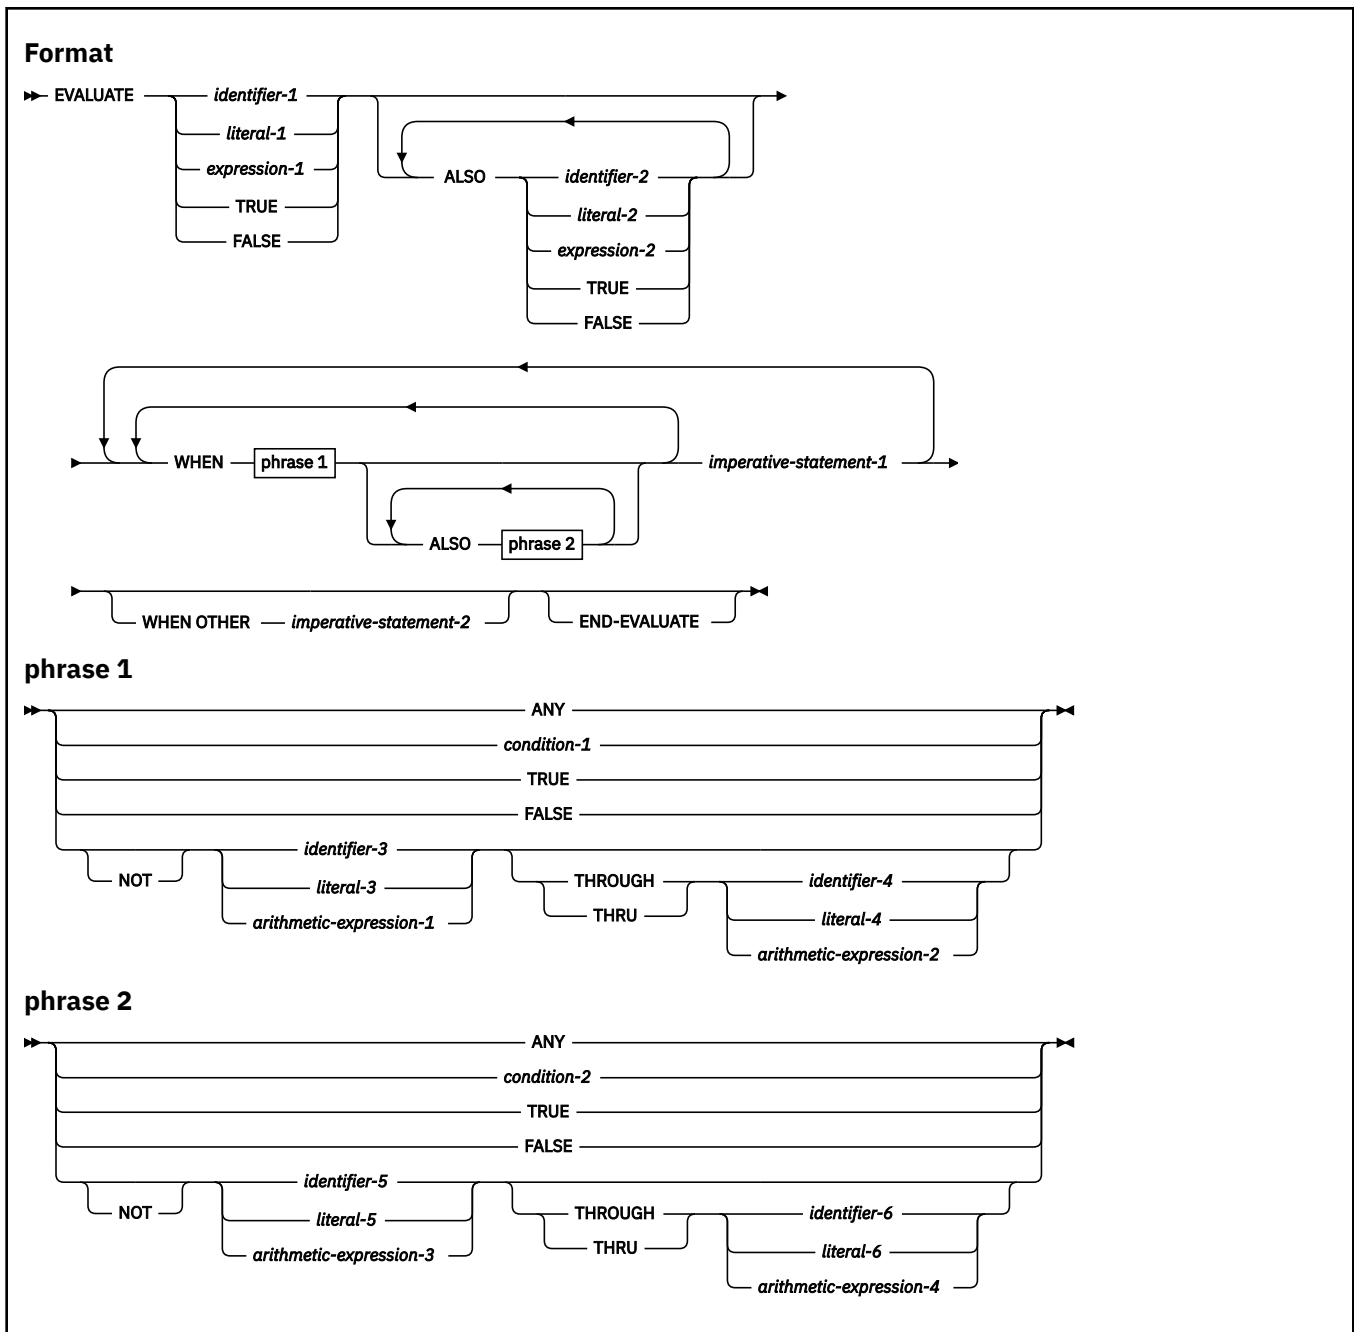 Format
EVALUATE identifier-1
literal-1
expression-1
TRUE
FALSE
ALSO identifier-2
literal-2
expression-2
TRUE
FALSE
WHEN phrase 1 imperative-statement-1
ALSO phrase 2
WHEN OTHER imperative-statement-2 END-EVALUATE
phrase 1
ANY
condition-1
TRUE
FALSE
NOT identifier-3 THROUGH identifier-4
literal-3 THRU literal-4
arithmetic-expression-1 arithmetic-expression-2
phrase 2
ANY
condition-2
TRUE
FALSE
NOT identifier-5 THROUGH identifier-6
literal-5 THRU literal-6
arithmetic-expression-3 arithmetic-expression-4